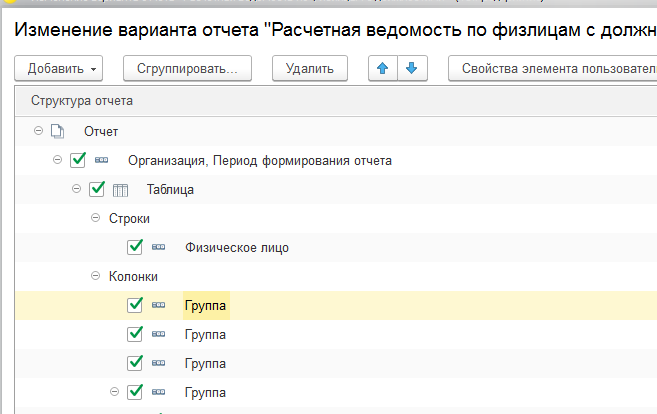 Изменение варианта отчета "Расчетная ведомость по физлицам с должн
Добавить Сгруппировать... Удалить Свойства элемента пользовател
Структура отчета
Отчет
Организация, Период формирования отчета
Таблица
Строки
Физическое лицо
Колонки
Группа
Группа
Группа
Группа